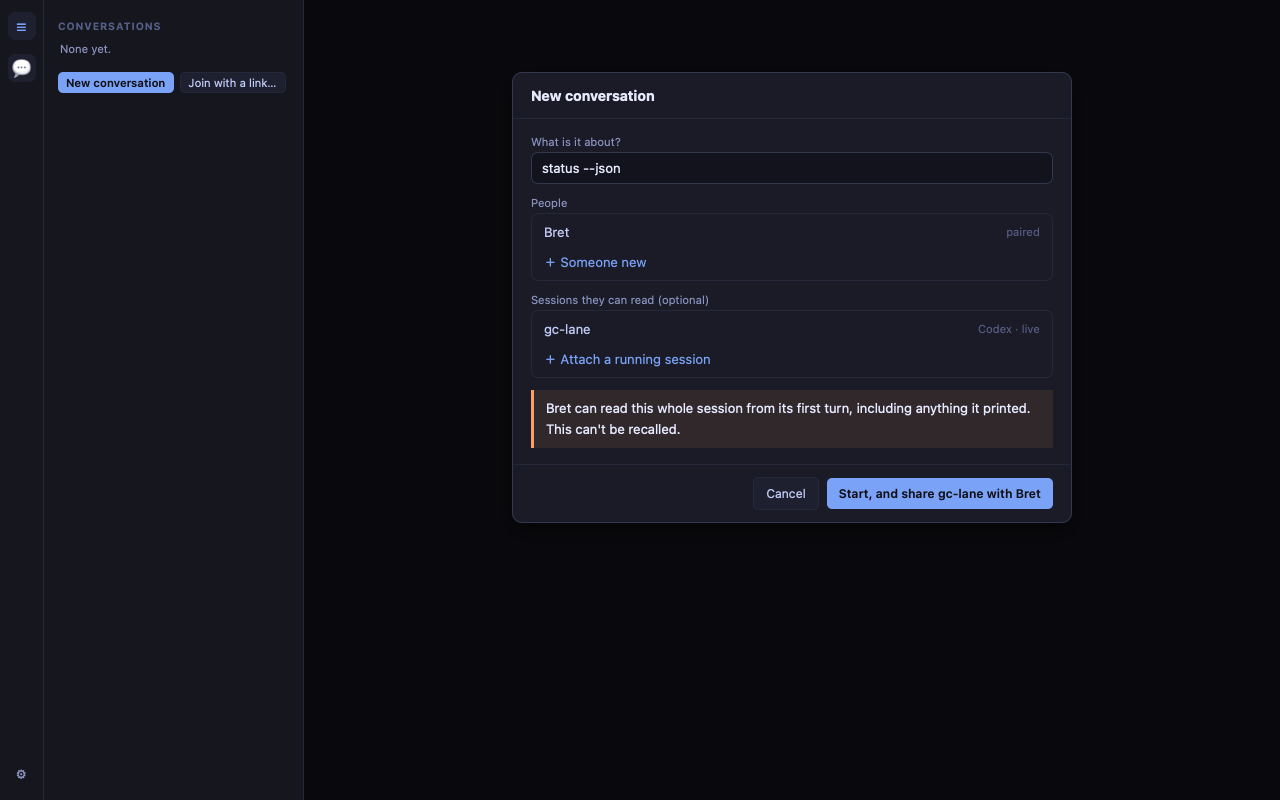 CONVERSATIONS
None yet.
New conversation
Join with a link...
New conversation
What is it about?
status --json
People
Bret
paired
+ Someone new
Sessions they can read (optional)
gc-lane
Codex · live
+ Attach a running session
Bret can read this whole session from its first turn, including anything it printed.
This can't be recalled.
Cancel
Start, and share gc-lane with Bret